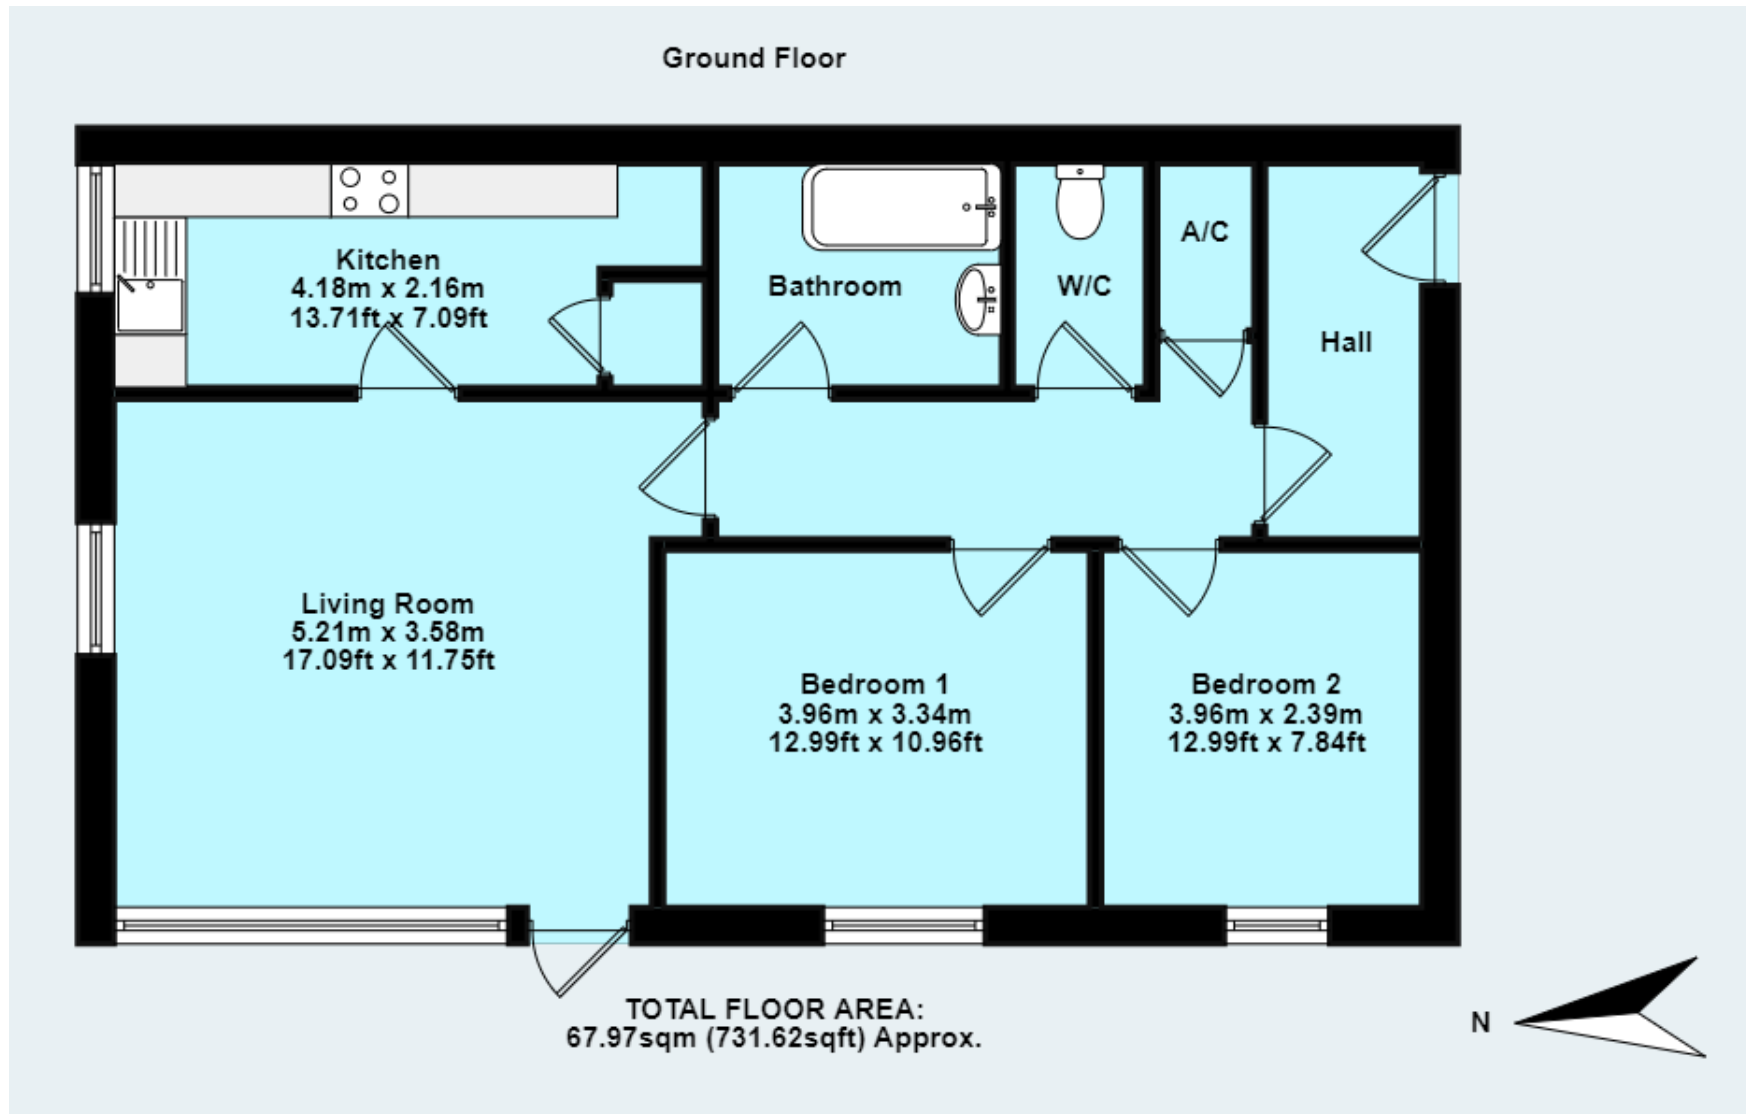 Ground Floor
Kitchen
4.18m x 2.16m
13.71ft x 7.09ft
Bathroom
W/C
A/C
Hall
Living Room
5.21m x 3.58m
17.09ft x 11.75ft
Bedroom 1
3.96m x 3.34m
12.99ft x 10.96ft
Bedroom 2
3.96m x 2.39m
12.99ft x 7.84ft
TOTAL FLOOR AREA:
67.97sqm (731.62sqft) Approx.
N